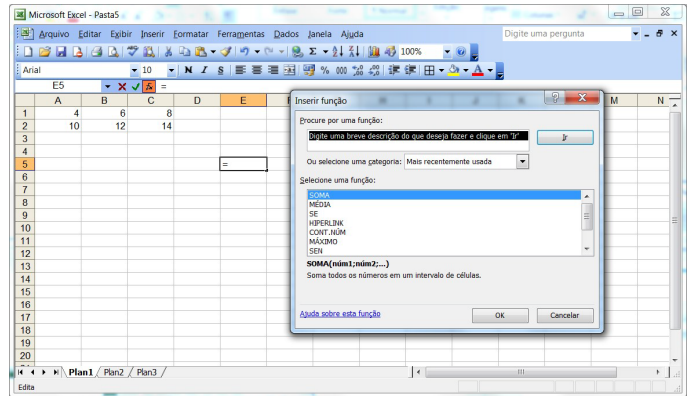 Microsoft Excel - Pasta5
Arquivo Editar Exibir Inserir Formatar Ferramentas Dados Janela Ajuda Digite uma pergunta
100%
Arial 10 N I S % 000
E5 fx =
A B C D E M N
1 4 6 8
2 10 12 14
3
4
5 =
6
7
8
9
10
11
12
13
14
15
16
17
18
19
20
Inserir função
Procure por uma função:
Digite uma breve descrição do que deseja fazer e clique em "Ir" Ir
Ou selecione uma categoria: Mais recentemente usada
Selecione uma função:
SOMA
MÉDIA
SE
HIPERLINK
CONT.NÚM
MÁXIMO
SEN
SOMA(núm1;núm2;...)
Soma todos os números em um intervalo de células.
Ajuda sobre esta função OK Cancelar
Plan1 Plan2 Plan3
Edita